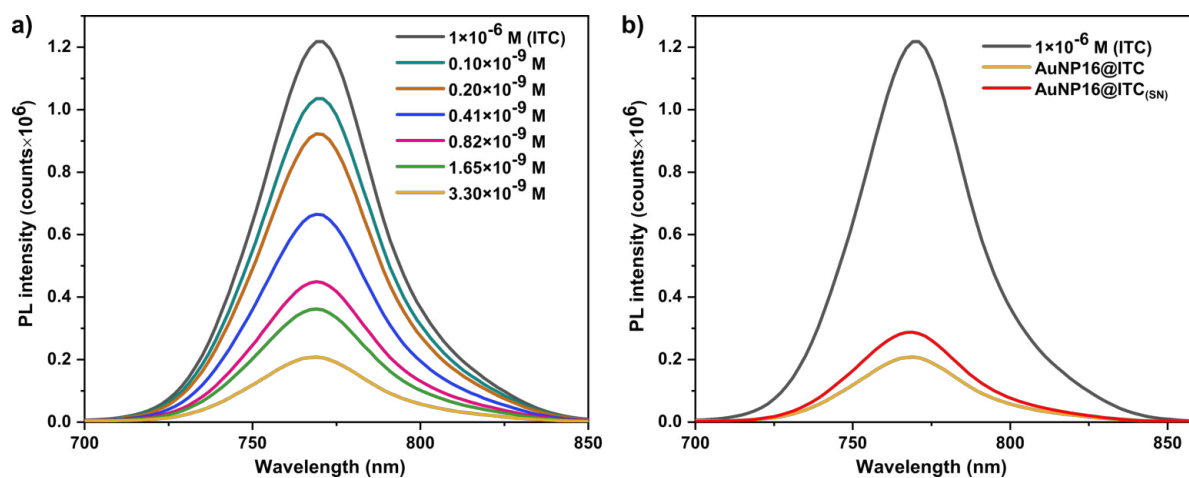 a)
PL intensity (counts×10⁶)
1.2
1.0
0.8
0.6
0.4
0.2
0.0
1×10⁻⁶ M (ITC)
0.10×10⁻⁹ M
0.20×10⁻⁹ M
0.41×10⁻⁹ M
0.82×10⁻⁹ M
1.65×10⁻⁹ M
3.30×10⁻⁹ M
700 750 800 850
Wavelength (nm)
b)
PL intensity (counts×10⁶)
1.2
1.0
0.8
0.6
0.4
0.2
0.0
1×10⁻⁶ M (ITC)
AuNP16@ITC
AuNP16@ITC(SN)
700 750 800 850
Wavelength (nm)